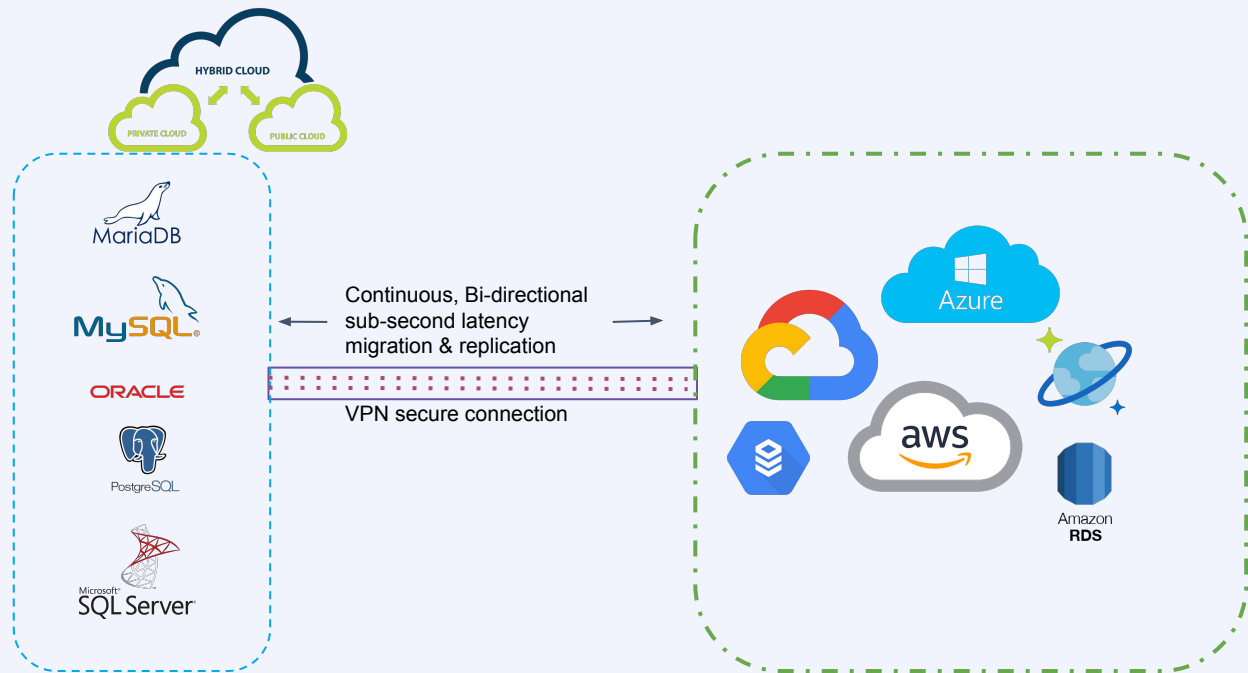 HYBRID CLOUD
PRIVATE CLOUD
PUBLIC CLOUD
MariaDB
MySQL®
ORACLE
PostgreSQL
Microsoft®
SQL Server®
Continuous, Bi-directional
sub-second latency
migration & replication
VPN secure connection
Azure
aws
Amazon
RDS